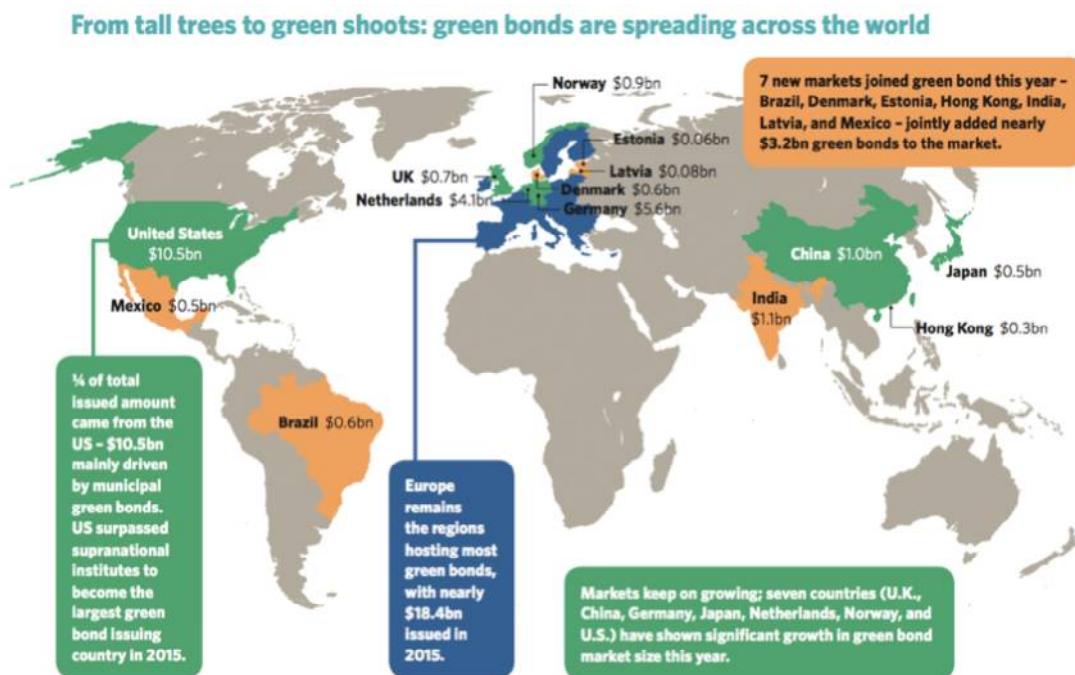 From tall trees to green shoots: green bonds are spreading across the world
7 new markets joined green bond this year –
Brazil, Denmark, Estonia, Hong Kong, India,
Latvia, and Mexico – jointly added nearly
$3.2bn green bonds to the market.
Norway $0.9bn
Estonia $0.06bn
UK $0.7bn
Latvia $0.08bn
Denmark $0.6bn
Netherlands $4.1bn
Germany $5.6bn
United States
$10.5bn
China $1.0bn
Japan $0.5bn
Mexico $0.5bn
India
$1.1bn
Hong Kong $0.3bn
Brazil $0.6bn
¼ of total
issued amount
came from the
US – $10.5bn
mainly driven
by municipal
green bonds.
US surpassed
supranational
institutes to
become the
largest green
bond issuing
country in 2015.
Europe
remains
the regions
hosting most
green bonds,
with nearly
$18.4bn
issued in
2015.
Markets keep on growing; seven countries (U.K.,
China, Germany, Japan, Netherlands, Norway, and
U.S.) have shown significant growth in green bond
market size this year.